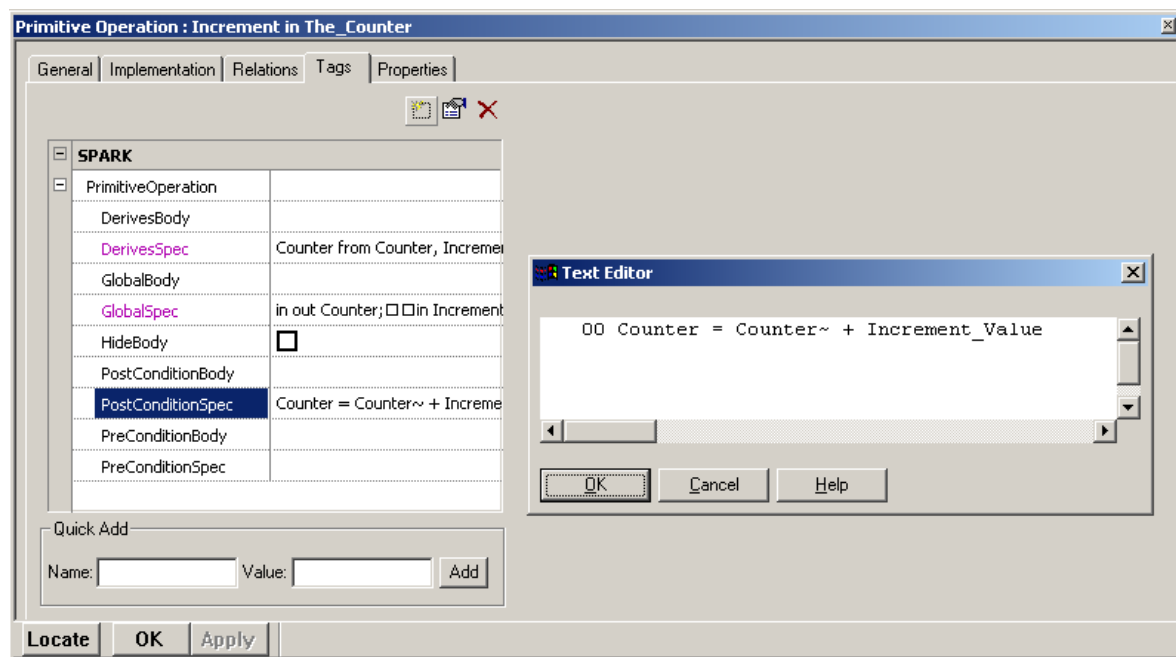 Primitive Operation : Increment in The_Counter
General Implementation Relations Tags Properties
SPARK
PrimitiveOperation
DerivesBody
DerivesSpec Counter from Counter, Incremer
GlobalBody
GlobalSpec in out Counter;□ □in Increment
HideBody
PostConditionBody
PostConditionSpec Counter = Counter~ + Increme
PreConditionBody
PreConditionSpec
Quick Add
Name: Value: Add
Locate OK Apply
Text Editor
OO Counter = Counter~ + Increment_Value
OK Cancel Help